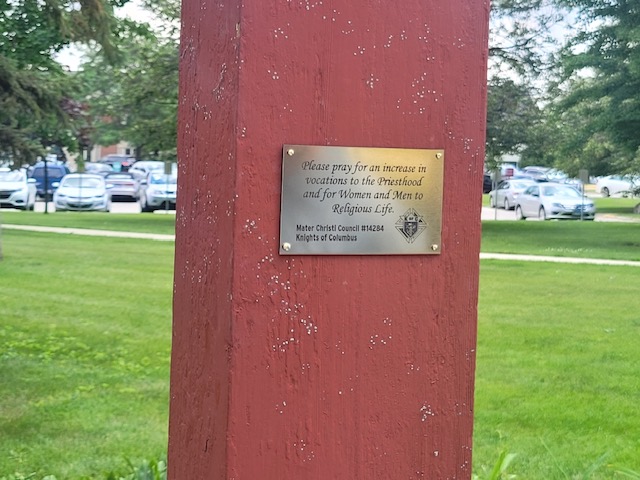 Please pray for an increase in
vocations to the Priesthood
and for Women and Men to
Religious Life.
Mater Christi Council #14284
Knights of Columbus